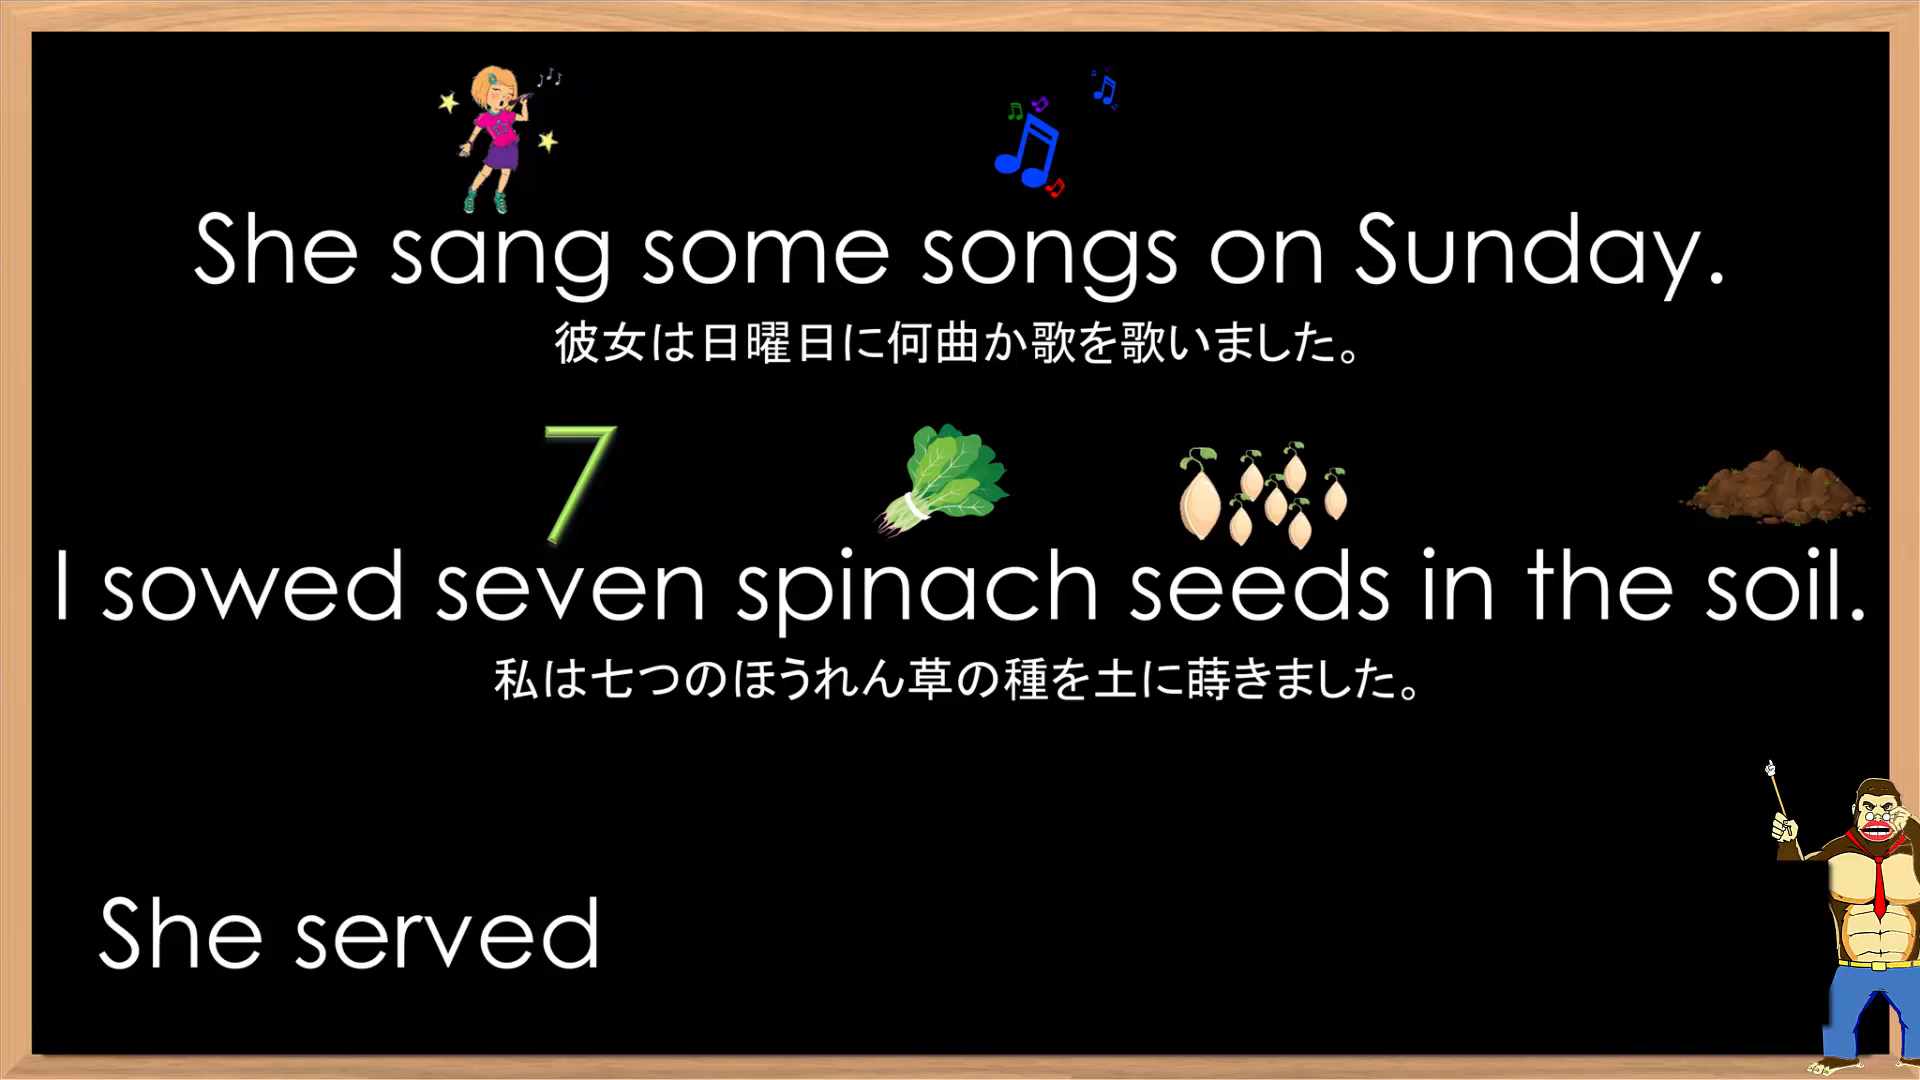 She sang some songs on Sunday.
彼女は日曜日に何曲か歌を歌いました。
7
I sowed seven spinach seeds in the soil.
私は七つのほうれん草の種を土に蒔きました。
She served